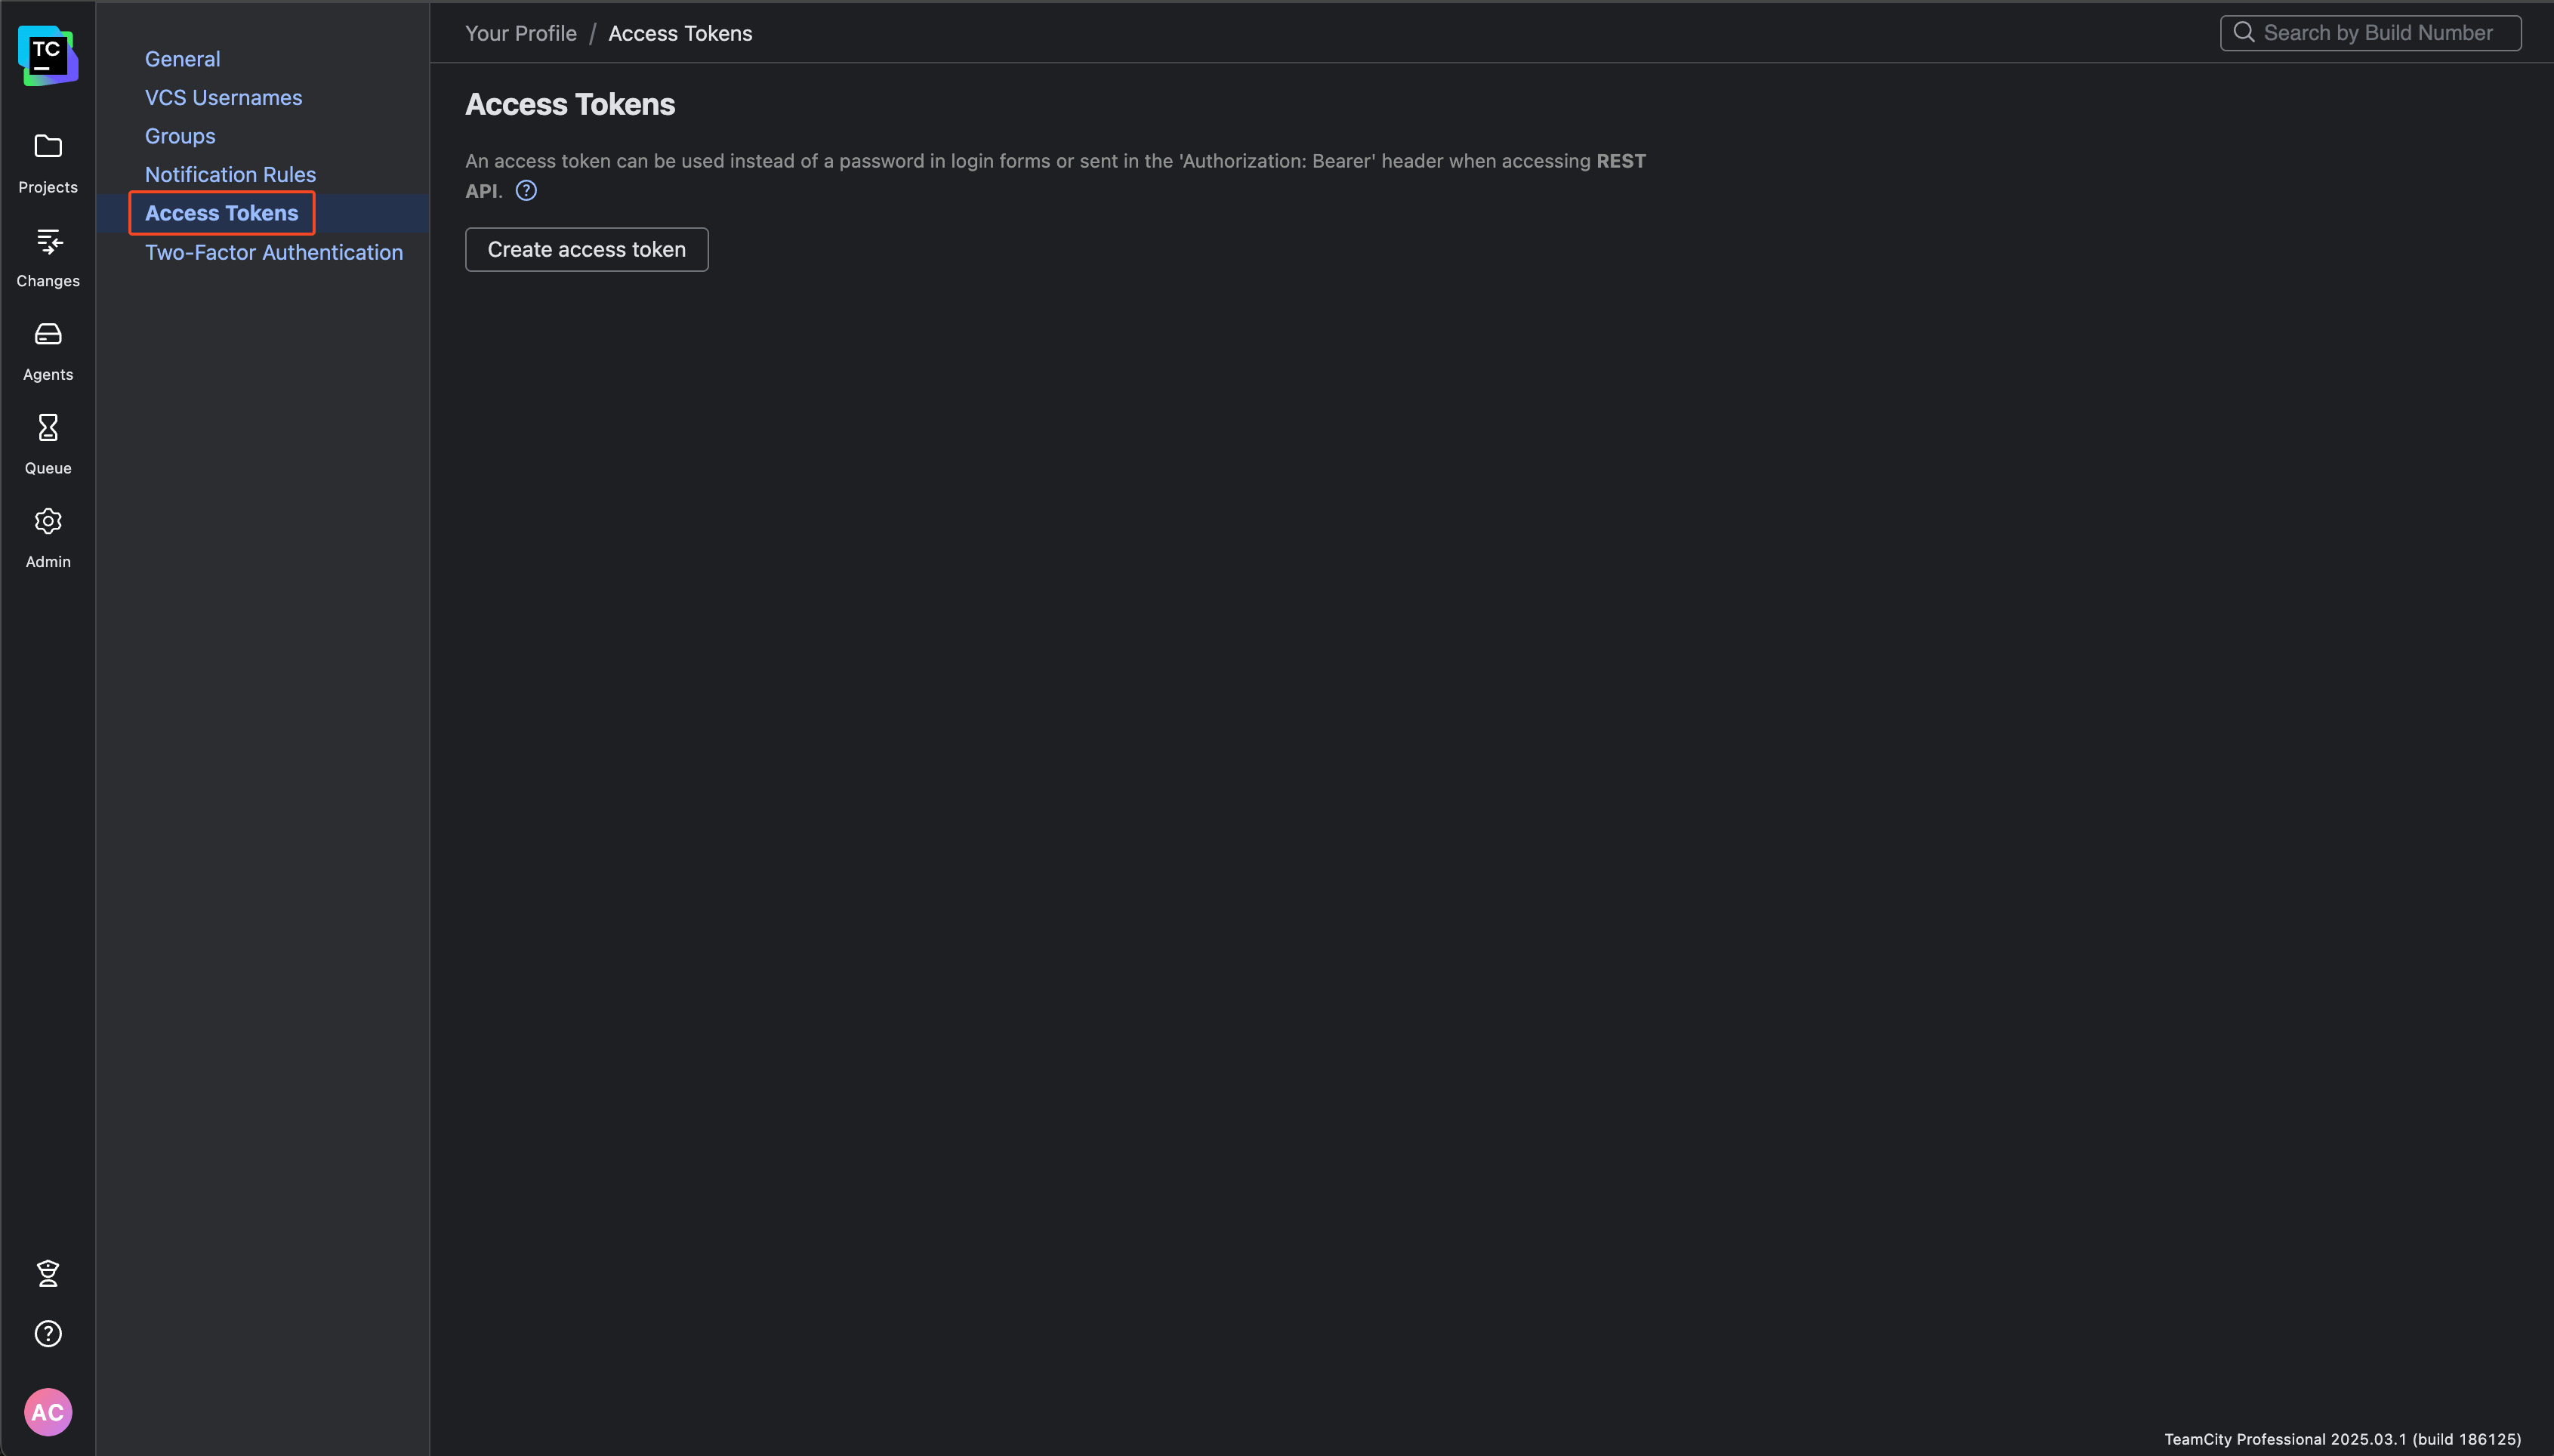 TC
Projects
Changes
Agents
Queue
Admin
AC
General
VCS Usernames
Groups
Notification Rules
Access Tokens
Two-Factor Authentication
Your Profile / Access Tokens
Search by Build Number
Access Tokens
An access token can be used instead of a password in login forms or sent in the 'Authorization: Bearer' header when accessing REST
API. ?
Create access token
TeamCity Professional 2025.03.1 (build 186125)